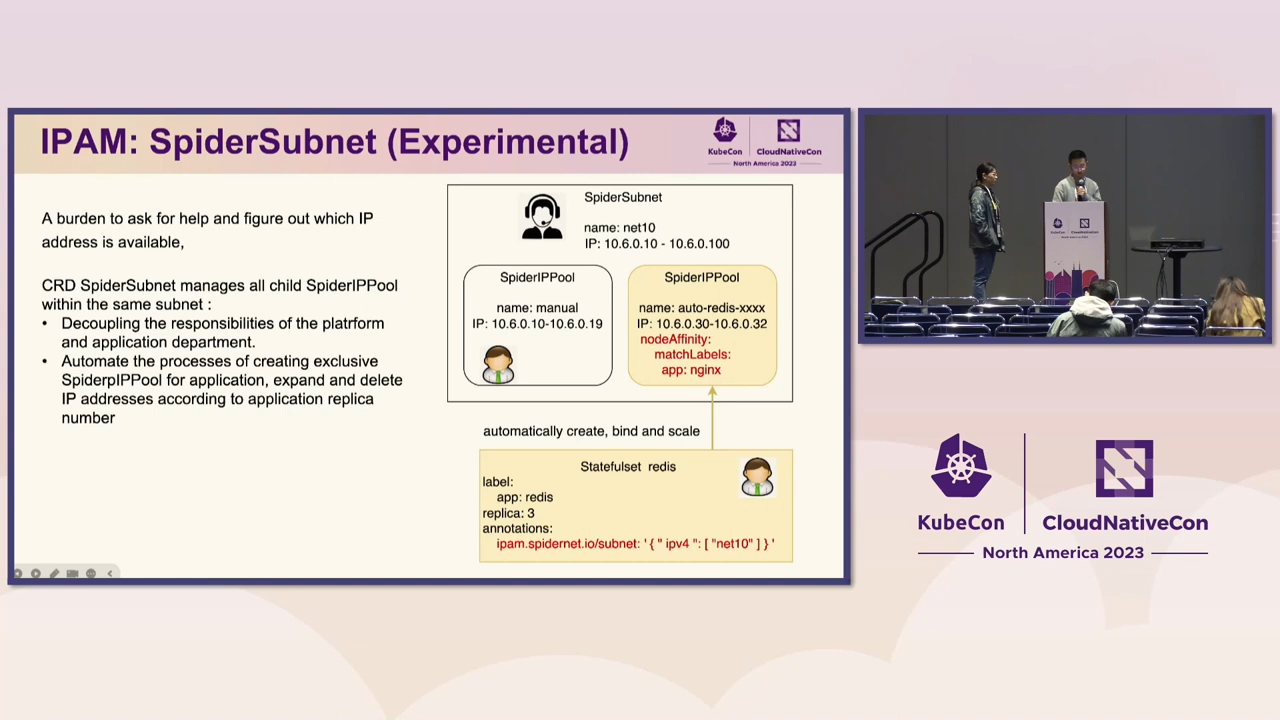 IPAM: SpiderSubnet (Experimental)
KubeCon
CloudNativeCon
North America 2023
A burden to ask for help and figure out which IP
address is available,
CRD SpiderSubnet manages all child SpiderIPPool
within the same subnet :
• Decoupling the responsibilities of the platrform
and application department.
• Automate the processes of creating exclusive
SpiderpIPPool for application, expand and delete
IP addresses according to application replica
number
SpiderSubnet
name: net10
IP: 10.6.0.10 - 10.6.0.100
SpiderIPPool
name: manual
IP: 10.6.0.10-10.6.0.19
SpiderIPPool
name: auto-redis-xxxx
IP: 10.6.0.30-10.6.0.32
nodeAffinity:
matchLabels:
app: nginx
automatically create, bind and scale
Statefulset redis
label:
app: redis
replica: 3
annotations:
ipam.spidernet.io/subnet: ' { " ipv4 ": [ "net10" ] } '
KubeCon
CloudNativeCon
North America 2023